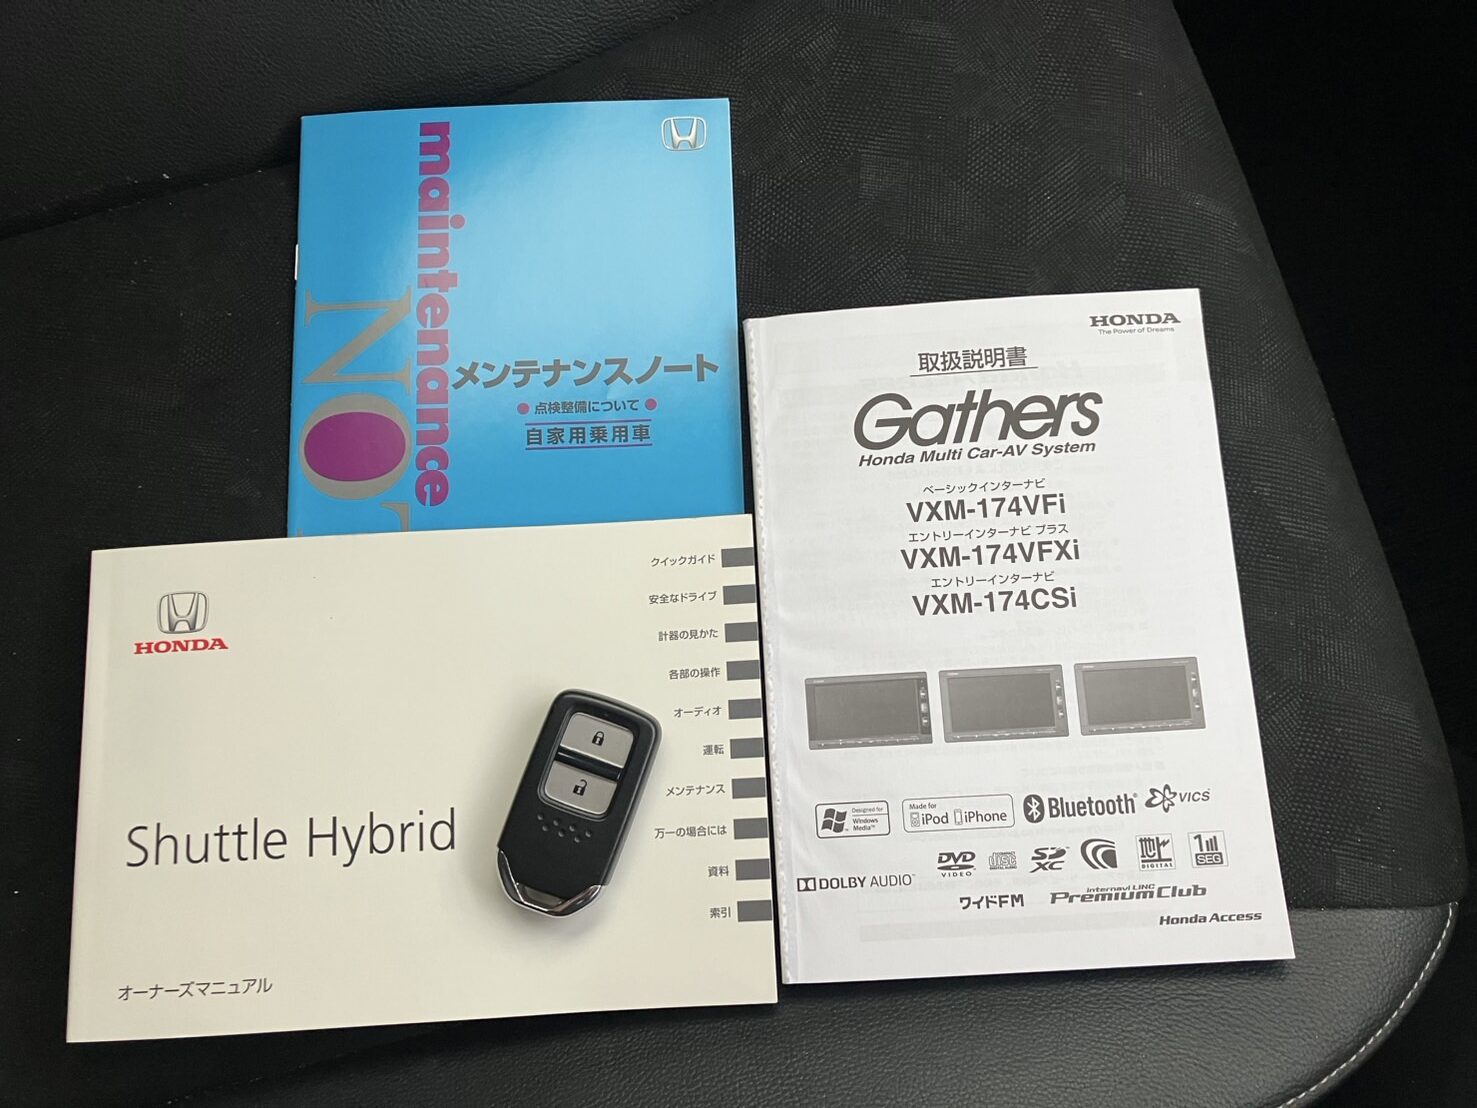 maintenance
NOT
メンテナンスノート
● 点検整備について ●
自家用乗用車
HONDA
Shuttle Hybrid
オーナーズマニュアル
クイックガイド
安全なドライブ
計器の見かた
各部の操作
オーディオ
運転
メンテナンス
万一の場合には
資料
索引
HONDA
The Power of Dreams
取扱説明書
Gathers
Honda Multi Car-AV System
ベーシックインターナビ
VXM-174VFi
エントリーインターナビ プラス
VXM-174VFXi
エントリーインターナビ
VXM-174CSi
Designed for
Windows
Media™
Made for
iPod iPhone
Bluetooth®
VICS
DOLBY AUDIO™
DVD
VIDEO
COMPACT
disc
DIGITAL AUDIO
SD
XC
地デジ
DIGITAL
1
SEG
ワイドFM
internavi LINC
Premium Club
Honda Access